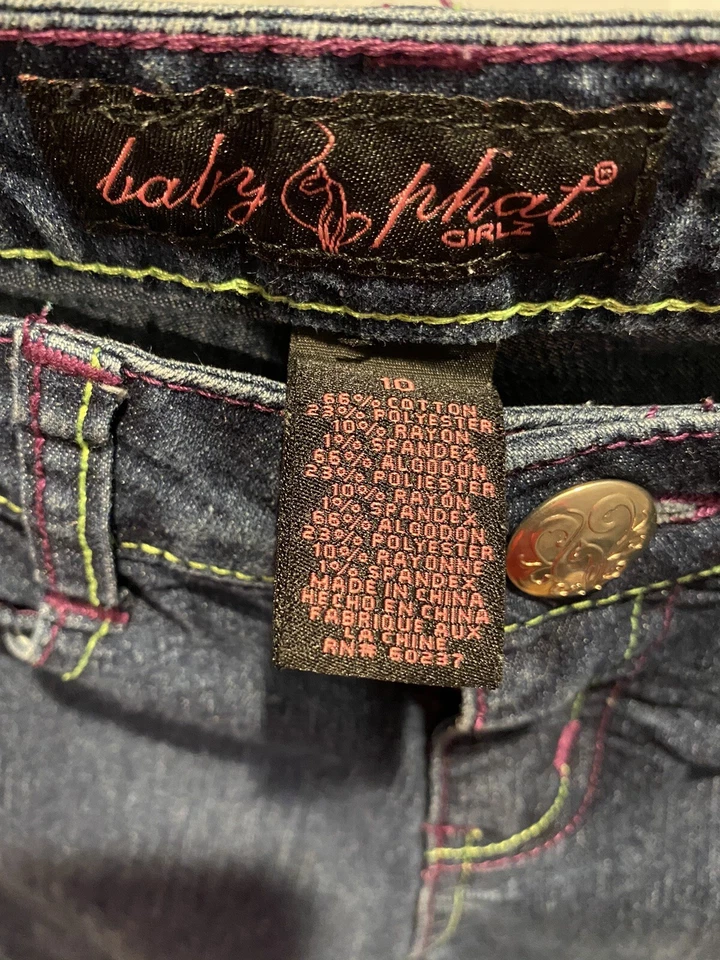 baby phat®
GIRLZ
10
66% COTTON
23% POLYESTER
10% RAYON
1% SPANDEX
66% ALGODON
23% POLIESTER
10% RAYON
1% SPANDEX
66% ALGODON
23% POLYESTER
10% RAYONNE
1% SPANDEX
MADE IN CHINA
HECHO EN CHINA
FABRIQUE AUX
LA CHINE
RN# 60237